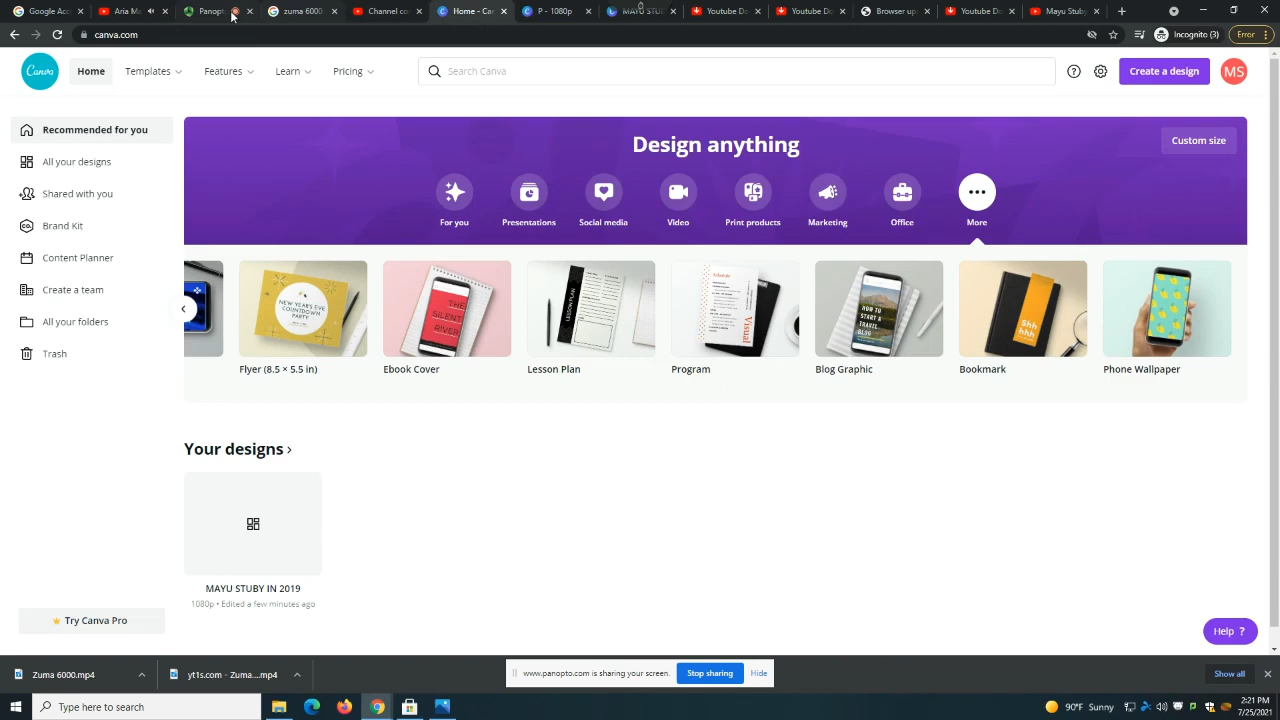 Google Acc
Aria Ma
Panopt
zuma 6000
Channel co
Home - Ca
P - 1080p
MAYU STU
Youtube Do
Youtube Do
Browser up
Youtube Do
Mayu Stuby
canva.com
Incognito (3)
Error
Canva
Home
Templates
Features
Learn
Pricing
Search Canva
Create a design
MS
Recommended for you
All your designs
Shared with you
Brand Kit
Content Planner
Create a team
All your folders
Trash
Try Canva Pro
Design anything
Custom size
For you
Presentations
Social media
Video
Print products
Marketing
Office
More
NEW YEAR'S EVE
COUNTDOWN
PARTY
THE
SILENT
RIVER
LESSON PLAN
Visual
HOW TO
START A
TRAVEL
BLOG
Shh
hhh
Flyer (8.5 × 5.5 in)
Ebook Cover
Lesson Plan
Program
Blog Graphic
Bookmark
Phone Wallpaper
Your designs
MAYU STUBY IN 2019
1080p • Edited a few minutes ago
Help ?
Zuma 6000.mp4
yt1s.com - Zuma....mp4
www.panopto.com is sharing your screen.
Stop sharing
Hide
Show all
Type here to search
90°F Sunny
2:21 PM
7/25/2021